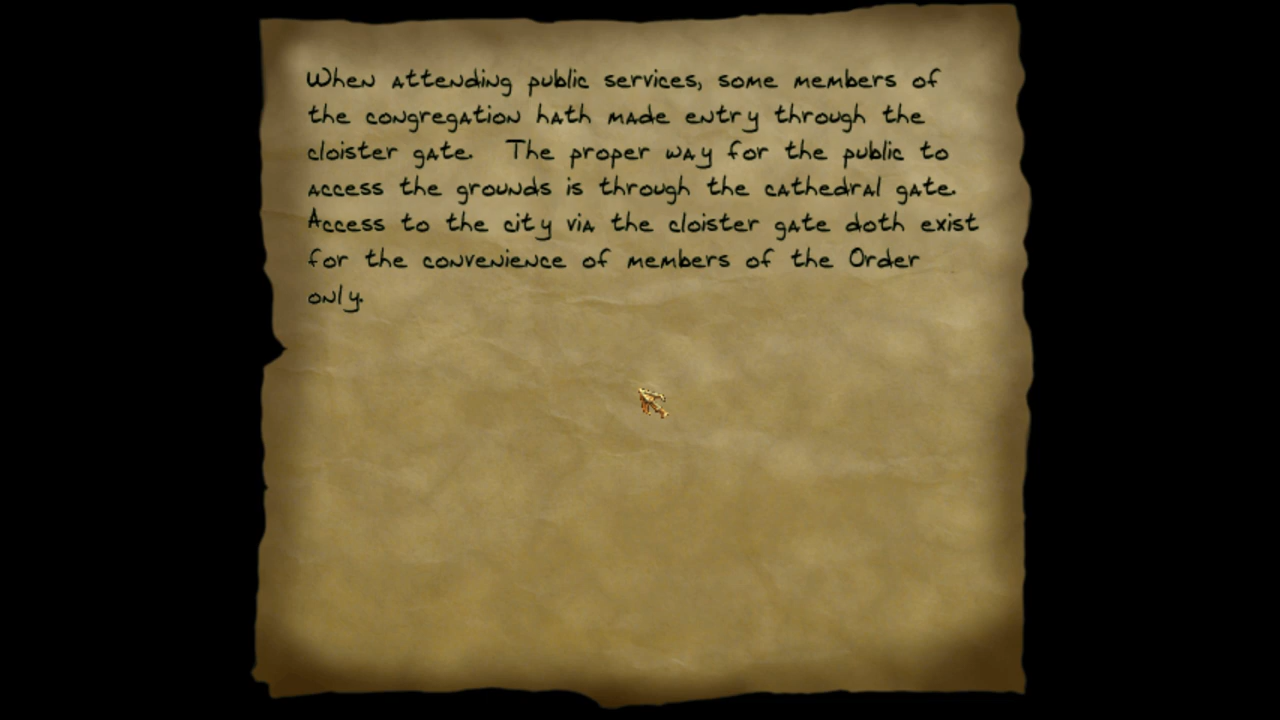 When attending public services, some members of
the congregation hath made entry through the
cloister gate.  The proper way for the public to
access the grounds is through the cathedral gate.
Access to the city via the cloister gate doth exist
for the convenience of members of the Order
only.